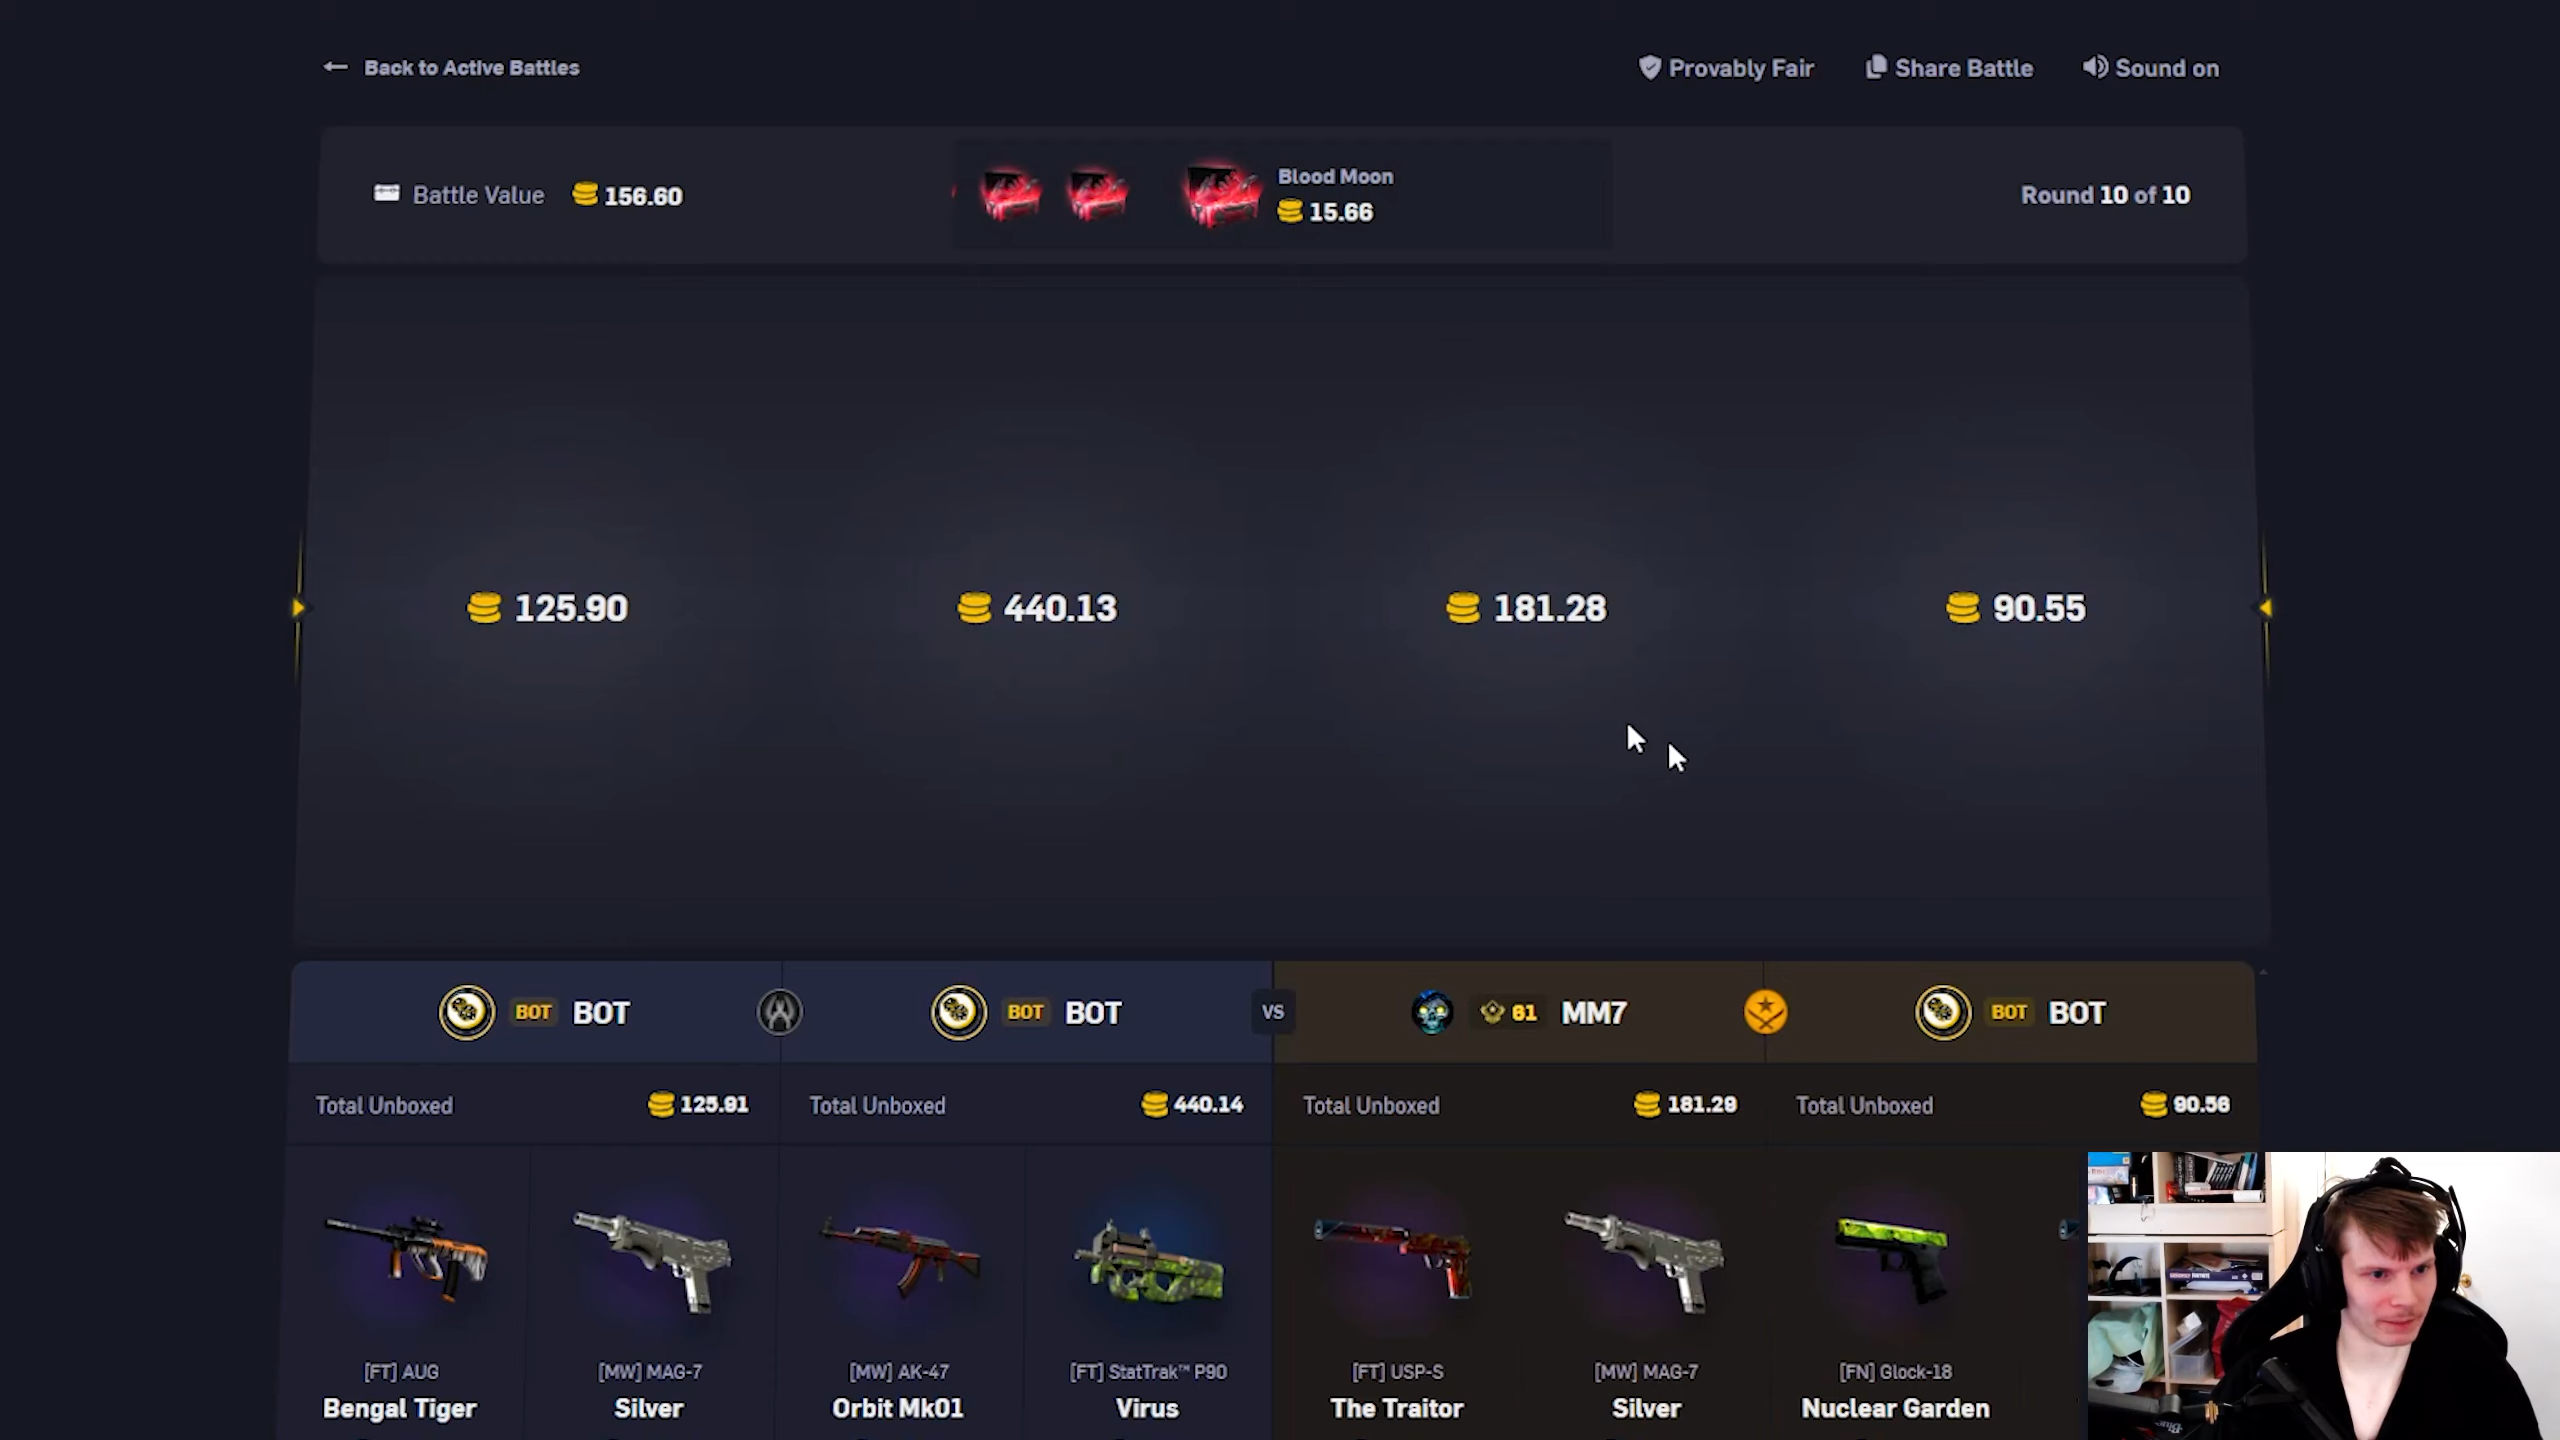 Back to Active Battles
Provably Fair
Share Battle
Sound on
Battle Value 156.60
Blood Moon
15.66
Round 10 of 10
125.90
440.13
181.28
90.55
BOT BOT
BOT BOT
VS
61 MM7
BOT BOT
Total Unboxed 125.91
Total Unboxed 440.14
Total Unboxed 181.29
Total Unboxed 90.56
[FT] AUG
Bengal Tiger
[MW] MAG-7
Silver
[MW] AK-47
Orbit Mk01
[FT] StatTrak™ P90
Virus
[FT] USP-S
The Traitor
[MW] MAG-7
Silver
[FN] Glock-18
Nuclear Garden